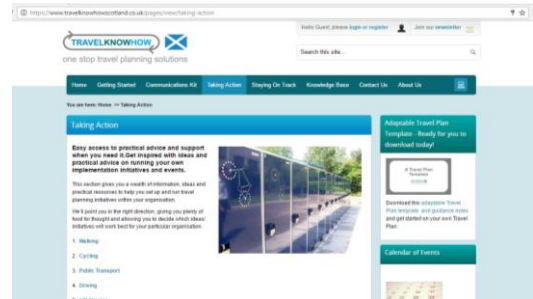 https://www.travelknowhowscotland.co.uk/pages/view/taking-action
Hello Guest, please login or register
Join our newsletter
TRAVELKNOWHOW
one stop travel planning solutions
Search this site...
Home Getting Started Communications Kit Taking Action Staying On Track Knowledge Base Contact Us About Us
You are here: Home >> Taking Action
Taking Action
Easy access to practical advice and support
when you need it.Get inspired with ideas and
practical advice on running your own
implementation initiatives and events.
This section gives you a wealth of information, ideas and
practical resources to help you set up and run travel
planning initiatives within your organisation.
We'll point you in the right direction, giving you plenty of
food for thought and allowing you to decide which ideas/
initiatives will work best for your particular organisation.
1. Walking
2. Cycling
3. Public Transport
4. Driving
Adaptable Travel Plan
Template - Ready for you to
download today!
A Travel Plan
Template
Download this adaptable Travel
Plan template and guidance notes
and get started on your own Travel
Plan
Calendar of Events